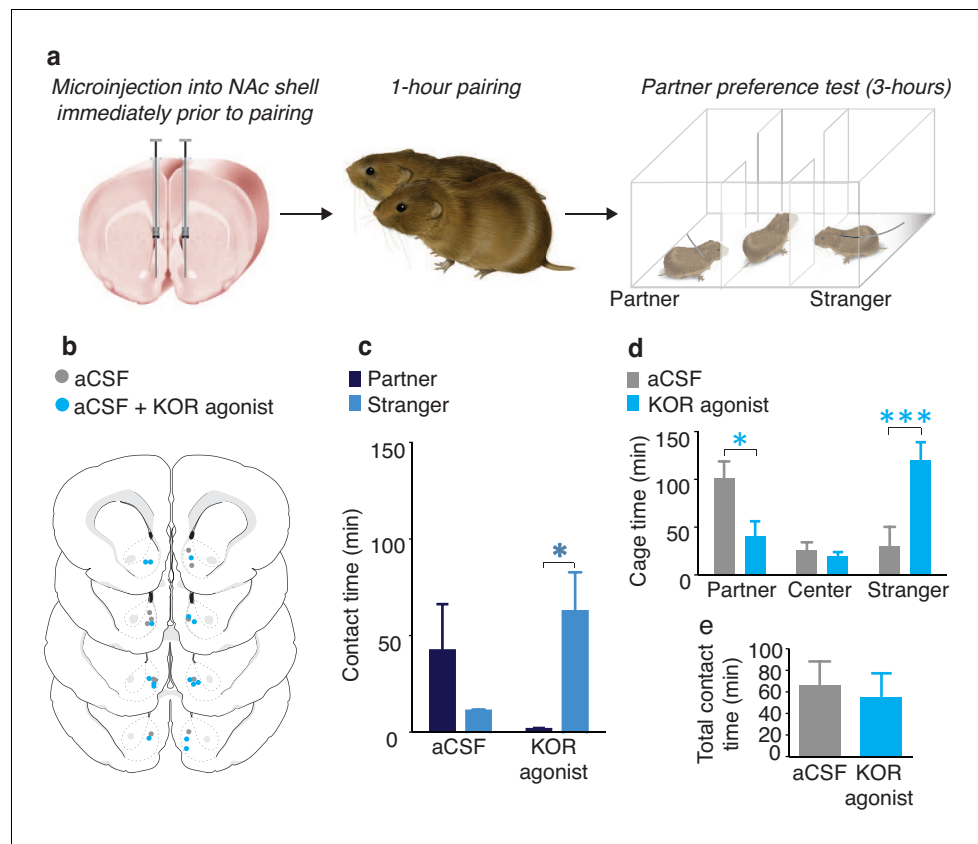 a
Microinjection into NAc shell
immediately prior to pairing
1-hour pairing
Partner preference test (3-hours)
Partner
Stranger
b
aCSF
aCSF + KOR agonist
c
Partner
Stranger
150
100
50
0
Contact time (min)
*
aCSF
KOR
agonist
d
aCSF
KOR agonist
150
100
50
0
Cage time (min)
*
***
Partner
Center
Stranger
e
100
80
60
40
20
0
Total contact
time (min)
aCSF
KOR
agonist